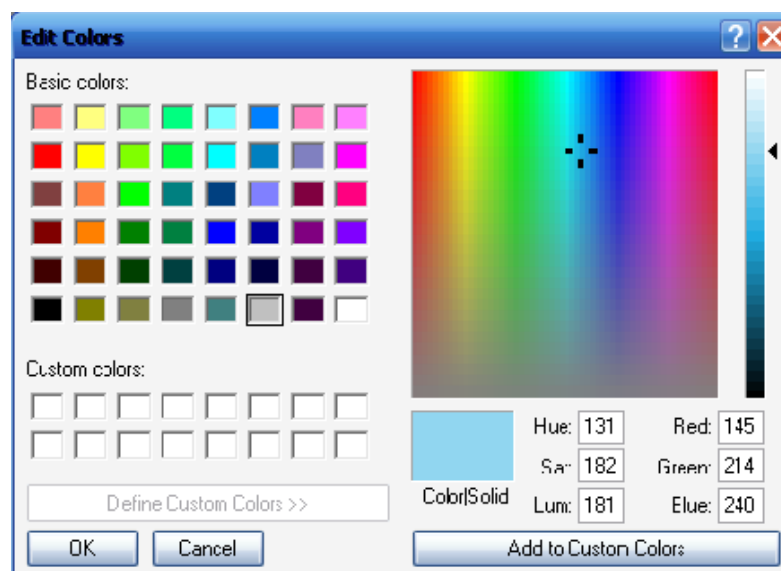 Edit Colors
Basic colors:
Custom colors:
Define Custom Colors >>
OK
Cancel
Color|Solid
Hue: 131
Sat: 182
Lum: 181
Red: 145
Green: 214
Blue: 240
Add to Custom Colors